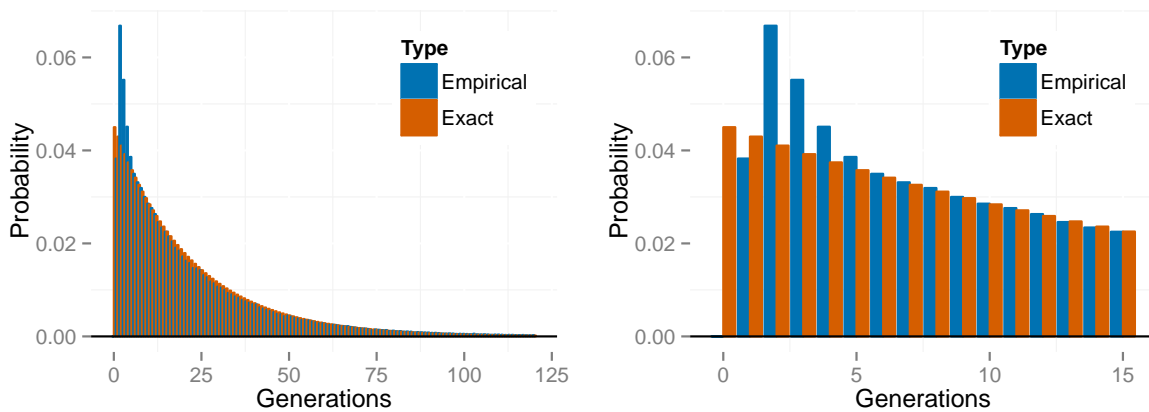 Type
Empirical
Exact
Probability
0.06
0.04
0.02
0.00
0
25
50
75
100
125
Generations
Type
Empirical
Exact
Probability
0.06
0.04
0.02
0.00
0
5
10
15
Generations